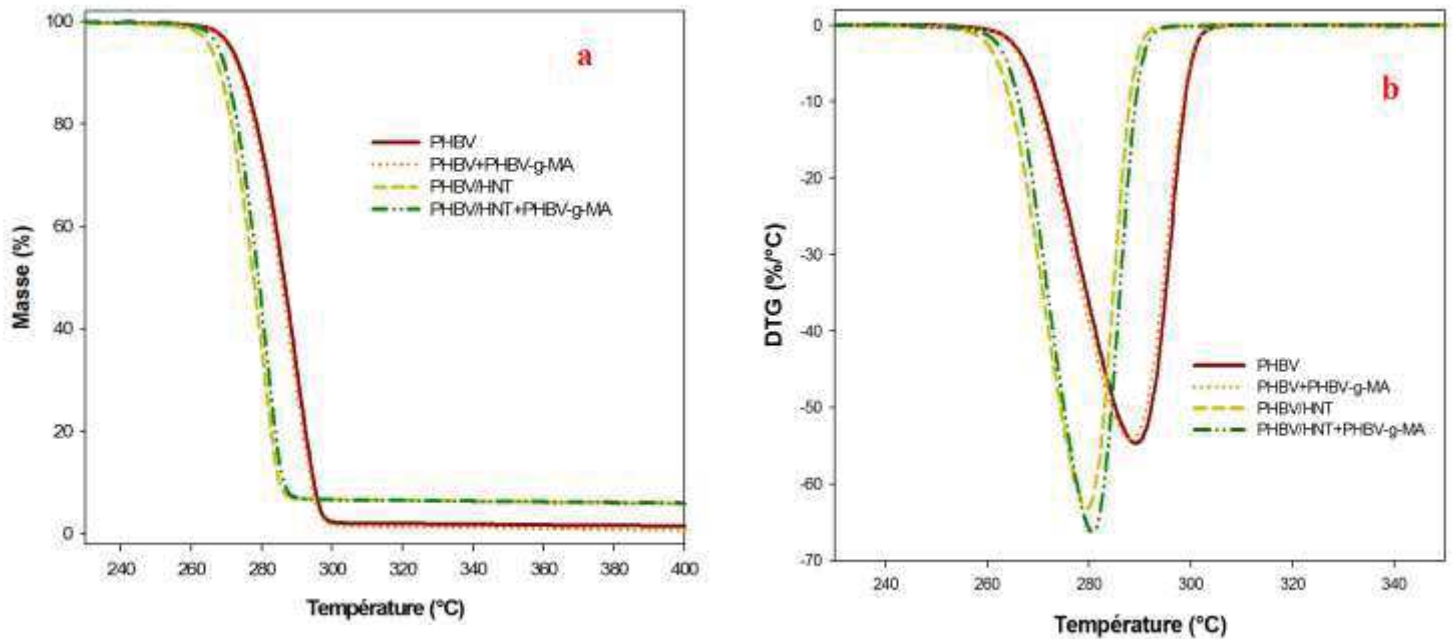 a
Masse (%)
100
80
60
40
20
0
PHBV
PHBV+PHBV-g-MA
PHBV/HNT
PHBV/HNT+PHBV-g-MA
240 260 280 300 320 340 360 380 400
Température (°C)
b
DTG (%/°C)
0
-10
-20
-30
-40
-50
-60
-70
PHBV
PHBV+PHBV-g-MA
PHBV/HNT
PHBV/HNT+PHBV-g-MA
240 260 280 300 320 340
Température (°C)